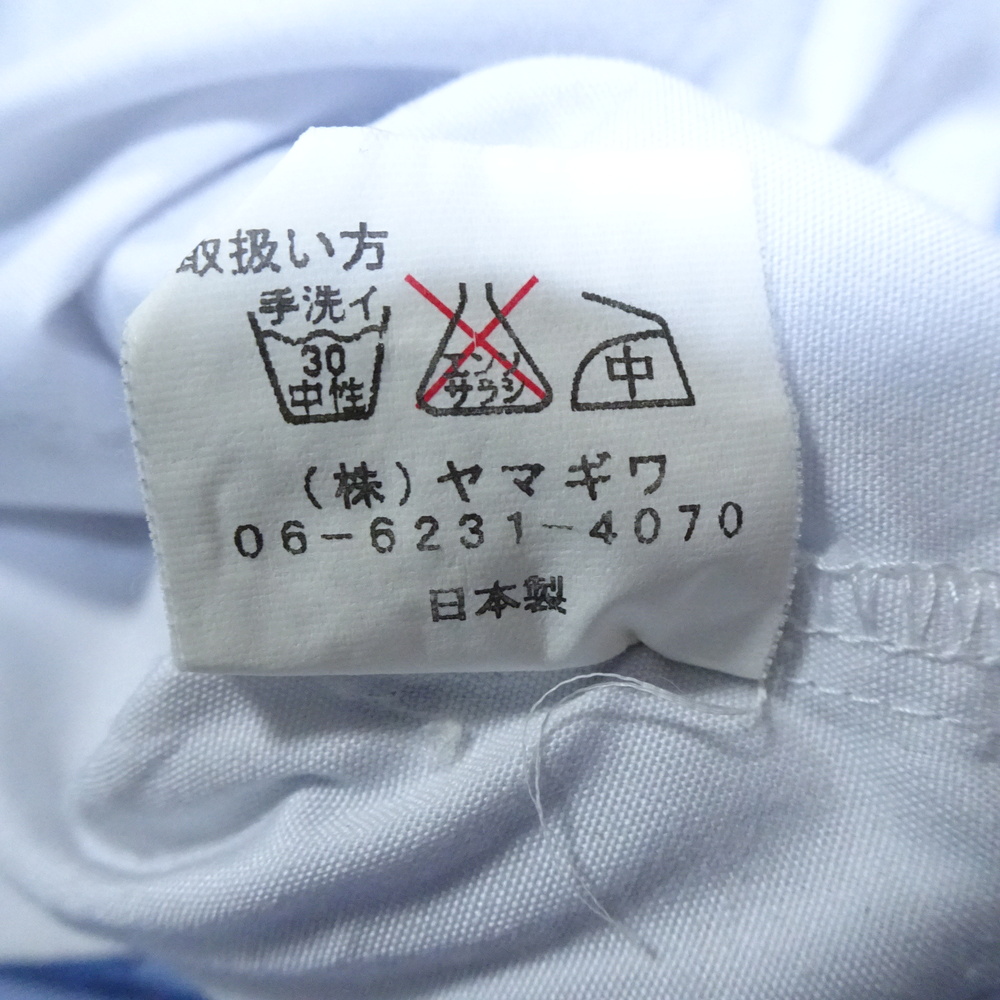 取扱い方
手洗イ
30
中性
エンソ
サラシ
中
(株)ヤマギワ
06-6231-4070
日本製